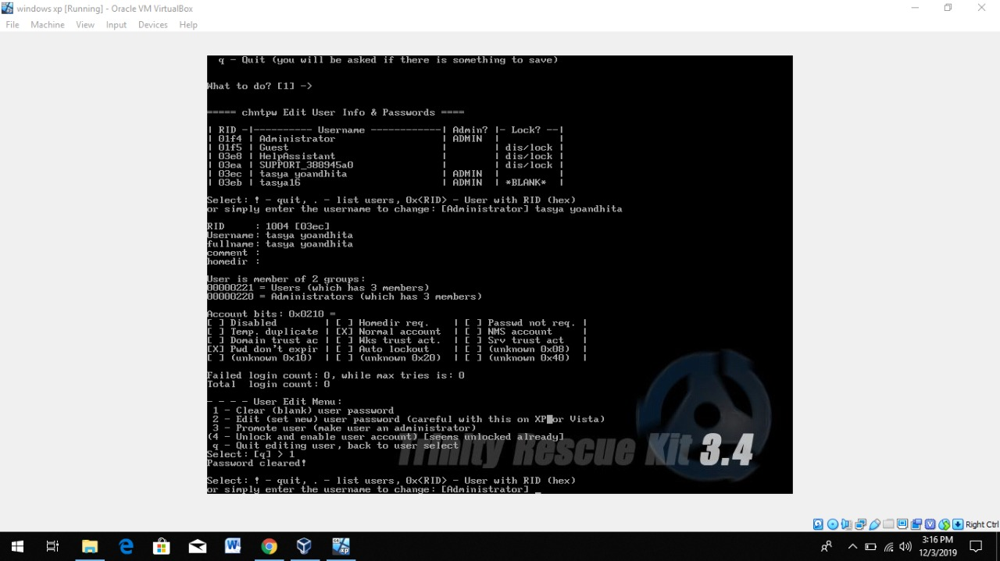 windows xp [Running] - Oracle VM VirtualBox
File Machine View Input Devices Help
q - Quit (you will be asked if there is something to save)
What to do? [1] ->
===== chntpw Edit User Info & Passwords ====
| RID -|---------- Username ------------| Admin? |- Lock? --|
| 01f4 | Administrator | ADMIN | |
| 01f5 | Guest | | dis/lock |
| 03e8 | HelpAssistant | | dis/lock |
| 03ea | SUPPORT_388945a0 | | dis/lock |
| 03ec | tasya yoandhita | ADMIN | |
| 03eb | tasya16 | ADMIN | *BLANK* |
Select: ! - quit, . - list users, 0x<RID> - User with RID (hex)
or simply enter the username to change: [Administrator] tasya yoandhita
RID : 1004 [03ec]
Username: tasya yoandhita
fullname: tasya yoandhita
comment :
homedir :
User is member of 2 groups:
00000221 = Users (which has 3 members)
00000220 = Administrators (which has 3 members)
Account bits: 0x0210 =
[ ] Disabled | [ ] Homedir req. | [ ] Passwd not req. |
[ ] Temp. duplicate | [X] Normal account | [ ] NMS account |
[ ] Domain trust ac | [ ] Wks trust act. | [ ] Srv trust act |
[X] Pwd don't expir | [ ] Auto lockout | [ ] (unknown 0x08) |
[ ] (unknown 0x10) | [ ] (unknown 0x20) | [ ] (unknown 0x40) |
Failed login count: 0, while max tries is: 0
Total login count: 0
- - - - User Edit Menu:
1 - Clear (blank) user password
2 - Edit (set new) user password (careful with this on XP or Vista)
3 - Promote user (make user an administrator)
(4 - Unlock and enable user account) [seems unlocked already]
q - Quit editing user, back to user select
Select: [q] > 1
Password cleared!
Trinity Rescue Kit 3.4
Select: ! - quit, . - list users, 0x<RID> - User with RID (hex)
or simply enter the username to change: [Administrator] _
Right Ctrl
3:16 PM
12/3/2019